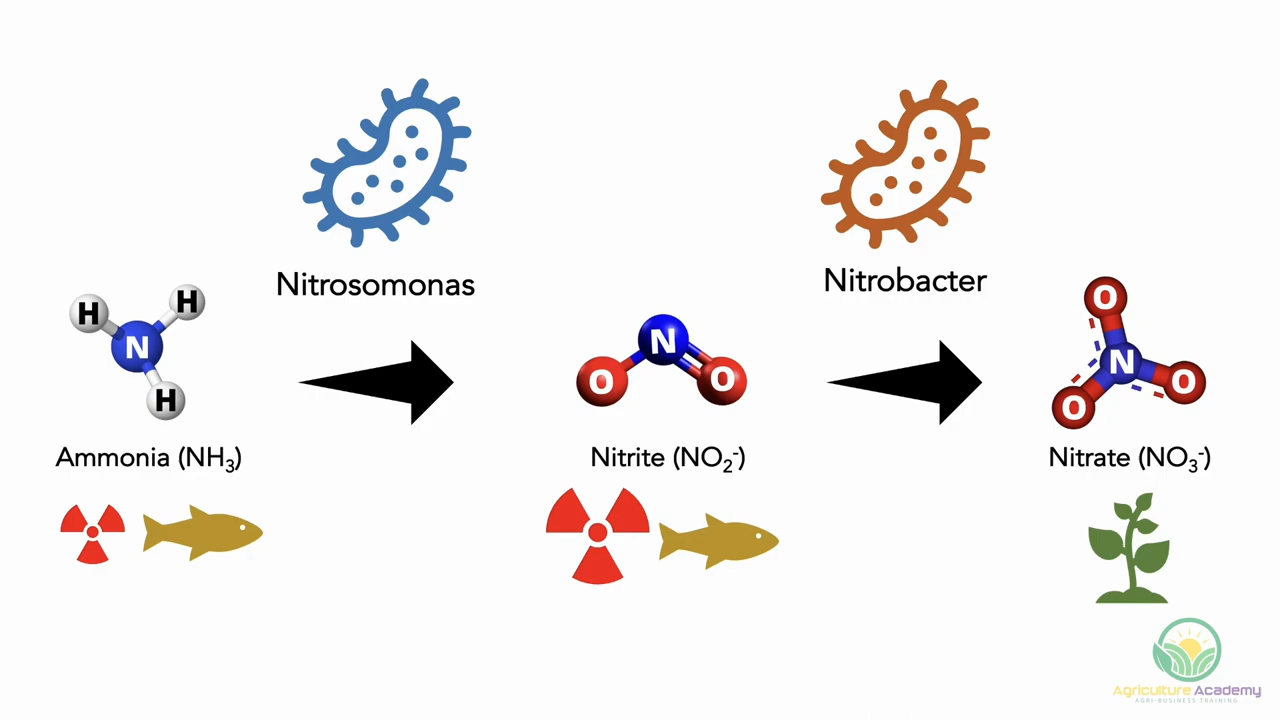 Nitrosomonas
Nitrobacter
H
H
N
H
N
O
O
O
N
O
O
Ammonia (NH₃)
Nitrite (NO₂⁻)
Nitrate (NO₃⁻)
Agriculture Academy
AGRI-BUSINESS TRAINING